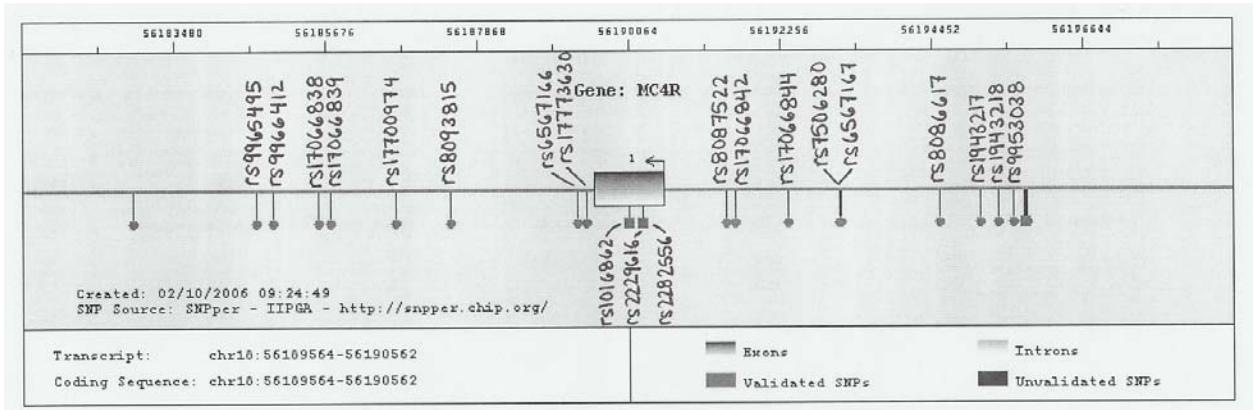 56183480 56185676 56187868 56190064 56192256 56194452 56196644
rs9965495
rs9966412
rs17066838
rs17066839
rs17700974
rs8093815
rs6567166
rs17773630
Gene: MC4R
1
rs8087522
rs17066842
rs17066844
rs17506280
rs6567167
rs8086617
rs1943217
rs1943218
rs9953038
rs1016862
rs2229616
rs2282556
Created: 02/10/2006 09:24:49
SNP Source: SNPper - IIPGA - http://snpper.chip.org/
Transcript: chr18:56189564-56190562
Coding Sequence: chr18:56189564-56190562
Exons
Introns
Validated SNPs
Unvalidated SNPs